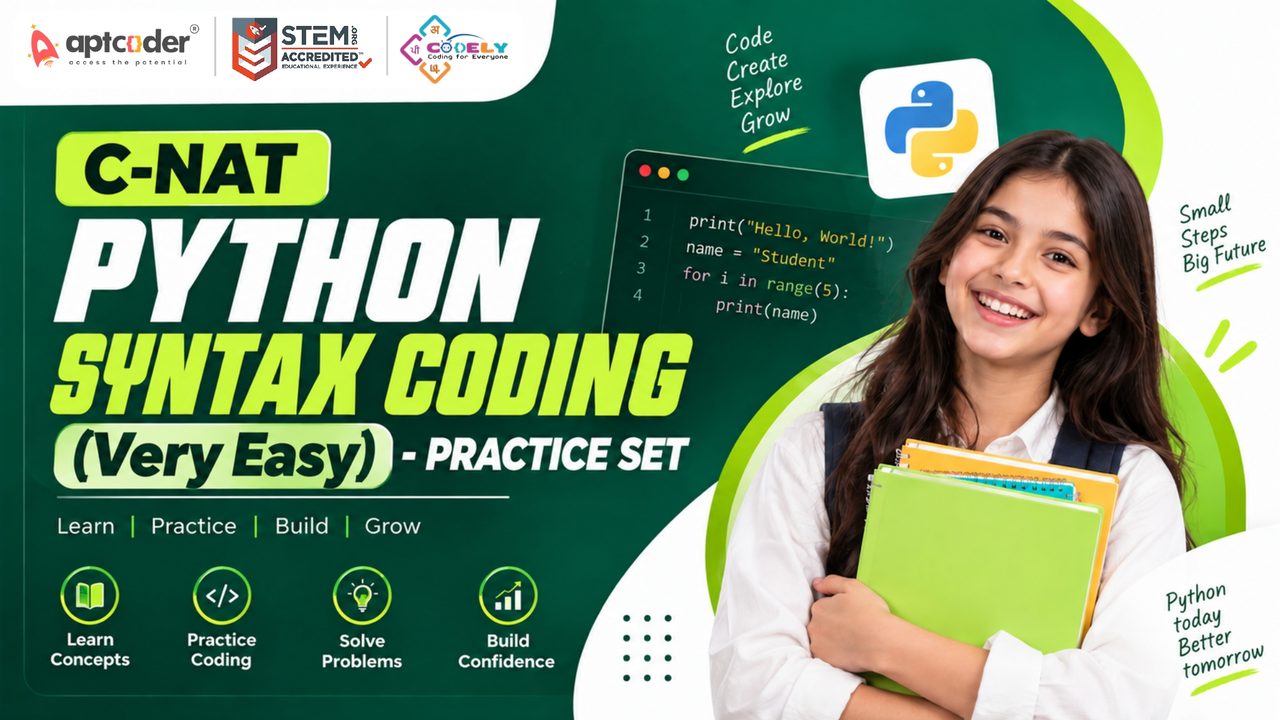 aptcoder®
access the potential
STEM.ORG
ACCREDITED™
EDUCATIONAL EXPERIENCE
अ
पी
CODELY
Coding for Everyone
Code
Create
Explore
Grow
C-NAT
PYTHON
SYNTAX CODING
(Very Easy) - PRACTICE SET
1 print("Hello, World!")
2 name = "Student"
3 for i in range(5):
4 print(name)
Small
Steps
Big Future
Learn | Practice | Build | Grow
Learn
Concepts
</>
Practice
Coding
Solve
Problems
Build
Confidence
Python
today
Better
tomorrow